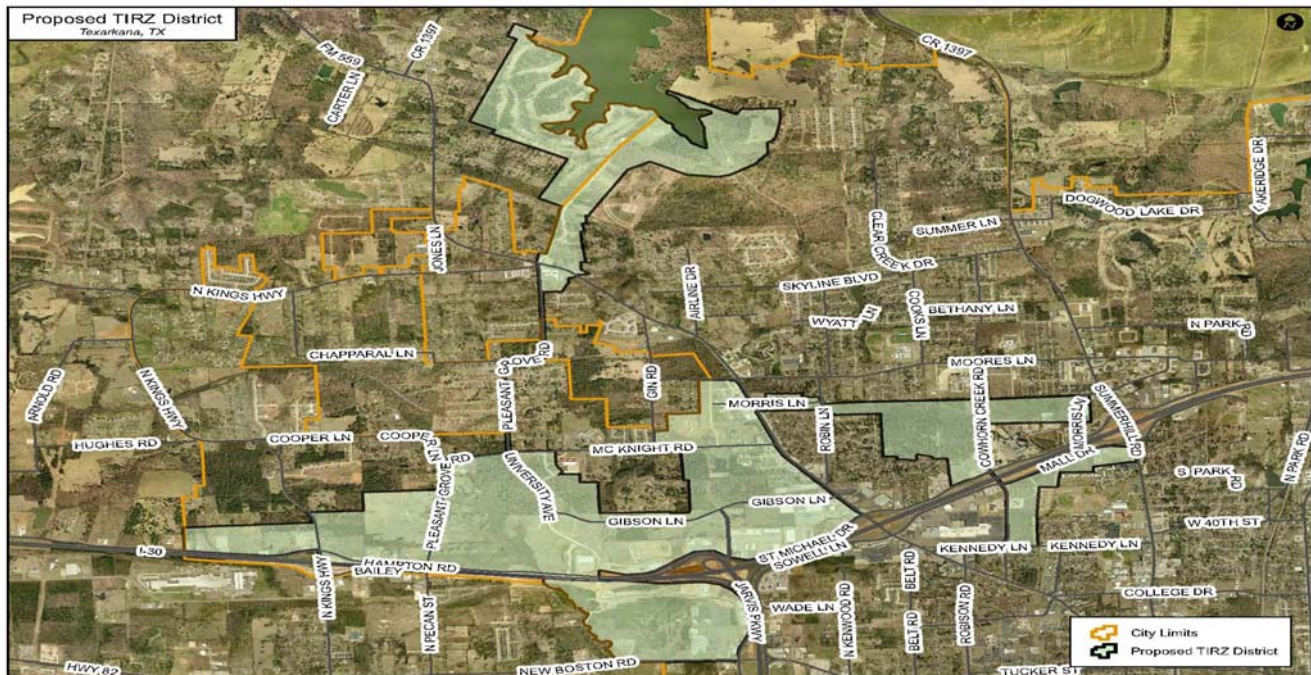 Proposed TIRZ District
Texarkana, TX
FM 559
CR 1397
CR 1397
CARTER LN
LAKERIDGE DR
DOGWOOD LAKE DR
SUMMER LN
CLEAR CREEK DR
JONES LN
SKYLINE BLVD
AIRLINE DR
N KINGS HWY
COOKS LN
BETHANY LN
WYATT LN
N PARK RD
CHAPPARAL LN
PLEASANT GROVE RD
MOORES LN
ARNOLD RD
N KINGS HWY
GIN RD
COWHORN CREEK RD
SUMMERHILL RD
MORRIS LN
MORRIS LN
ROBIN LN
HUGHES RD
COOPER LN
COOPER LN
MC KNIGHT RD
MALL DR
S PARK RD
N PARK RD
PLEASANT GROVE RD
UNIVERSITY AVE
GIBSON LN
GIBSON LN
W 40TH ST
I-30
HAMPTON RD
BAILEY
ST MICHAEL DR
SOWELL LN
KENNEDY LN
KENNEDY LN
N KINGS HWY
N PECAN ST
JARVIS PKWY
WADE LN
N KENWOOD RD
BELT RD
BELT RD
ROBISON RD
COLLEGE DR
City Limits
Proposed TIRZ District
HWY 82
NEW BOSTON RD
TUCKER ST